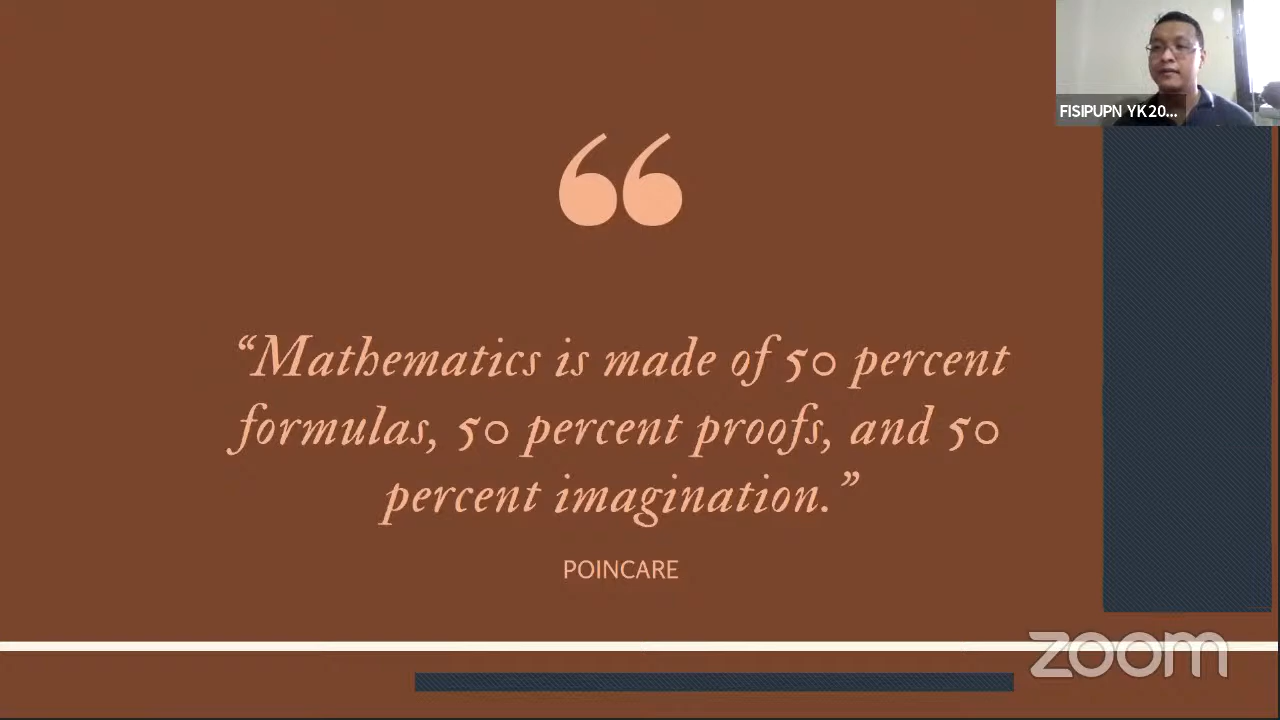 FISIPUPN YK20...
“
“Mathematics is made of 50 percent
formulas, 50 percent proofs, and 50
percent imagination.”
POINCARE
zoom